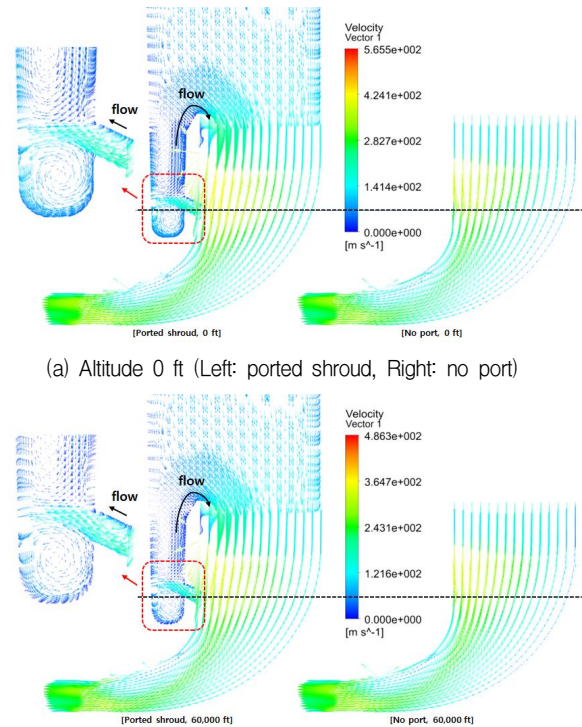 Velocity
Vector 1
5.655e+002
flow
flow
4.241e+002
2.827e+002
1.414e+002
0.000e+000
[m s^-1]
[Ported shroud, 0 ft]
[No port, 0 ft]
(a) Altitude 0 ft (Left: ported shroud, Right: no port)
Velocity
Vector 1
4.863e+002
flow
flow
3.647e+002
2.431e+002
1.216e+002
0.000e+000
[m s^-1]
[Ported shroud, 60,000 ft]
[No port, 60,000 ft]